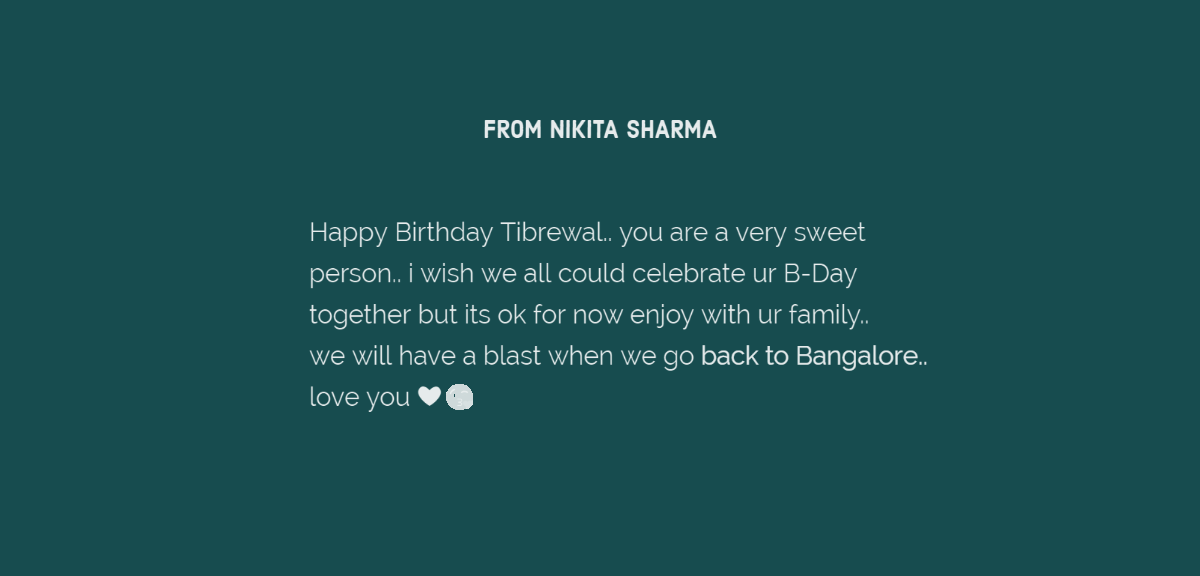 FROM NIKITA SHARMA
Happy Birthday Tibrewal.. you are a very sweet
person.. i wish we all could celebrate ur B-Day
together but its ok for now enjoy with ur family..
we will have a blast when we go back to Bangalore..
love you ♥